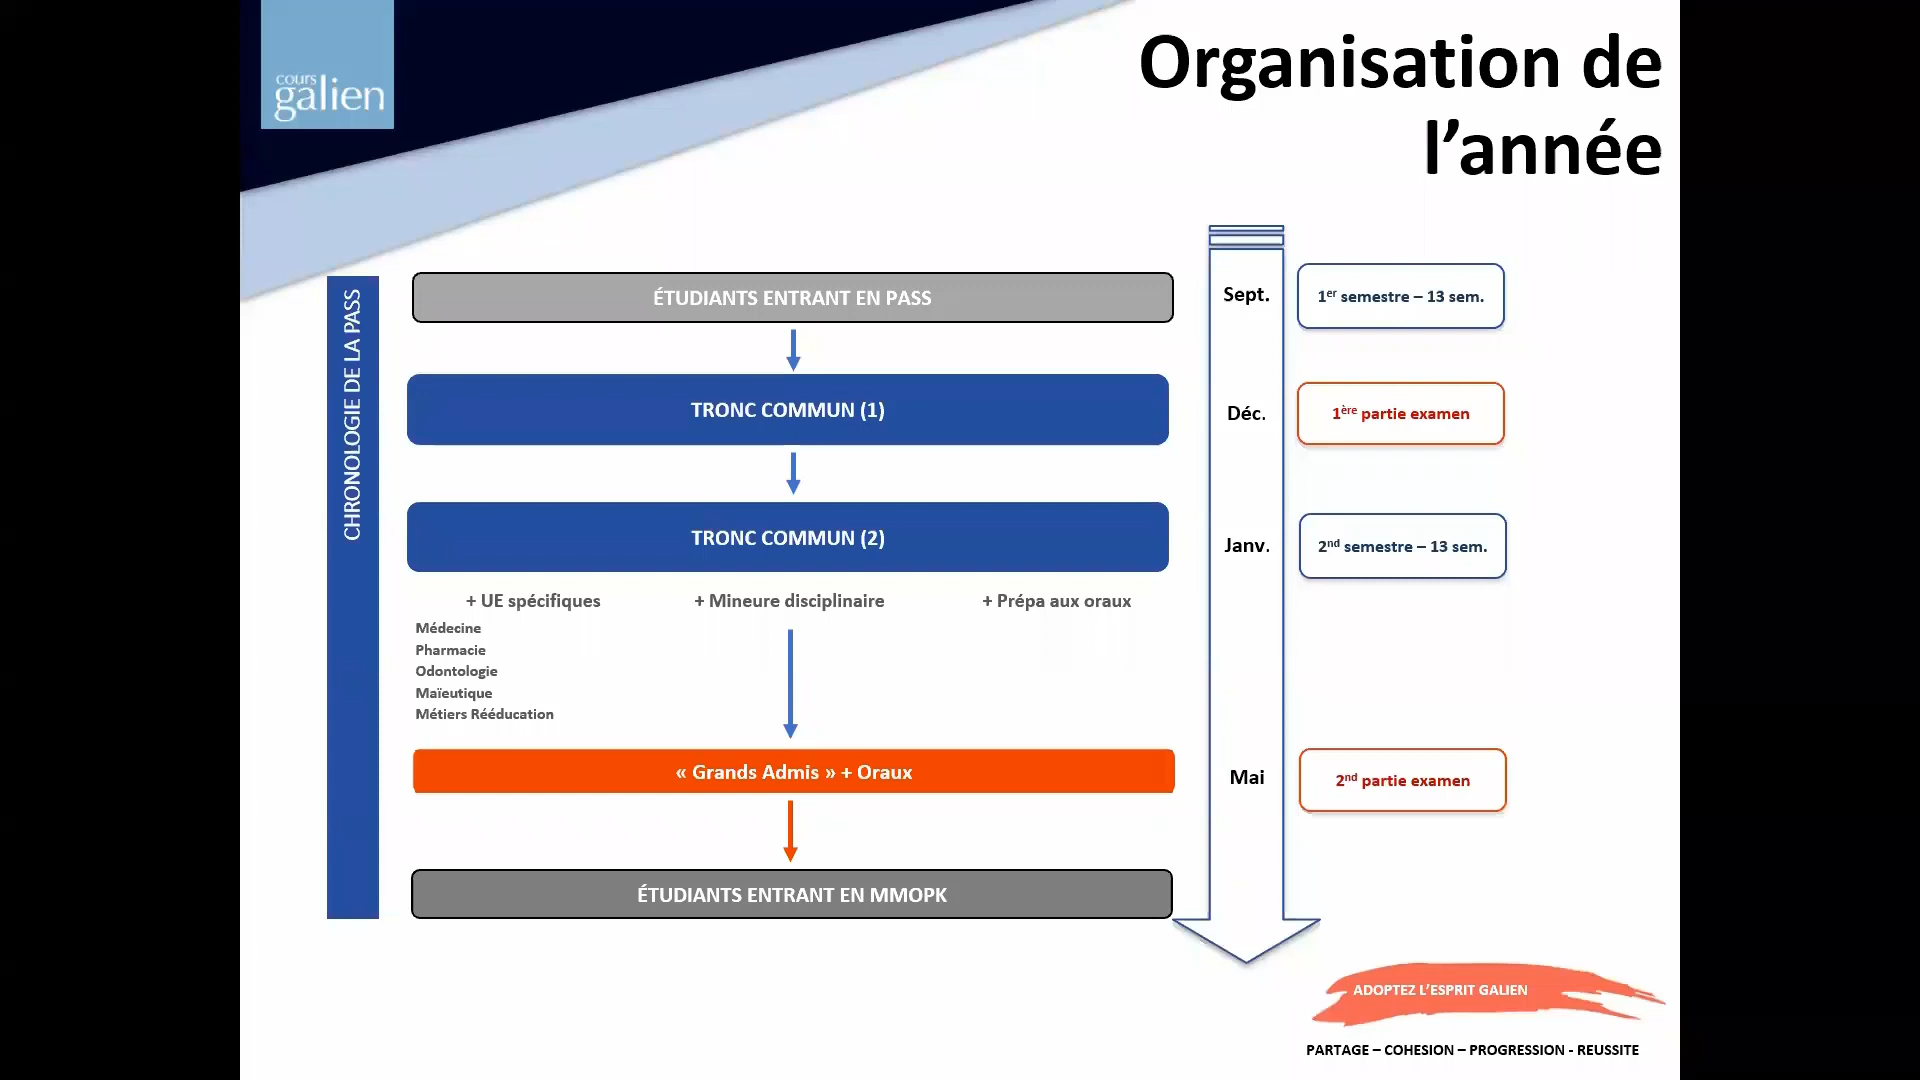 cours
galien
Organisation de
l’année
CHRONOLOGIE DE LA PASS
ÉTUDIANTS ENTRANT EN PASS
Sept.
1er semestre – 13 sem.
TRONC COMMUN (1)
Déc.
1ère partie examen
TRONC COMMUN (2)
Janv.
2nd semestre – 13 sem.
+ UE spécifiques
+ Mineure disciplinaire
+ Prépa aux oraux
Médecine
Pharmacie
Odontologie
Maïeutique
Métiers Rééducation
« Grands Admis » + Oraux
Mai
2nd partie examen
ÉTUDIANTS ENTRANT EN MMOPK
ADOPTEZ L’ESPRIT GALIEN
PARTAGE – COHESION – PROGRESSION - REUSSITE